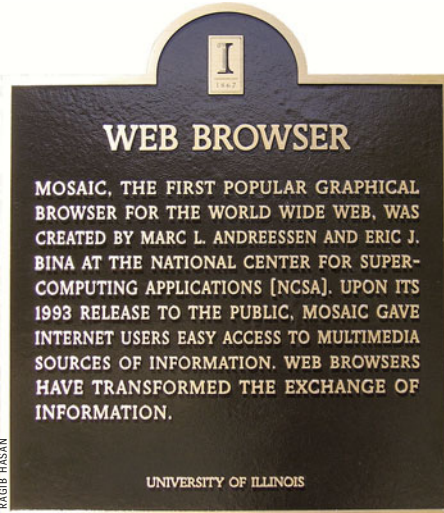 I
1867
WEB BROWSER
MOSAIC, THE FIRST POPULAR GRAPHICAL
BROWSER FOR THE WORLD WIDE WEB, WAS
CREATED BY MARC L. ANDREESSEN AND ERIC J.
BINA AT THE NATIONAL CENTER FOR SUPER-
COMPUTING APPLICATIONS [NCSA]. UPON ITS
1993 RELEASE TO THE PUBLIC, MOSAIC GAVE
INTERNET USERS EASY ACCESS TO MULTIMEDIA
SOURCES OF INFORMATION. WEB BROWSERS
HAVE TRANSFORMED THE EXCHANGE OF
INFORMATION.
UNIVERSITY OF ILLINOIS
RAGIB HASAN